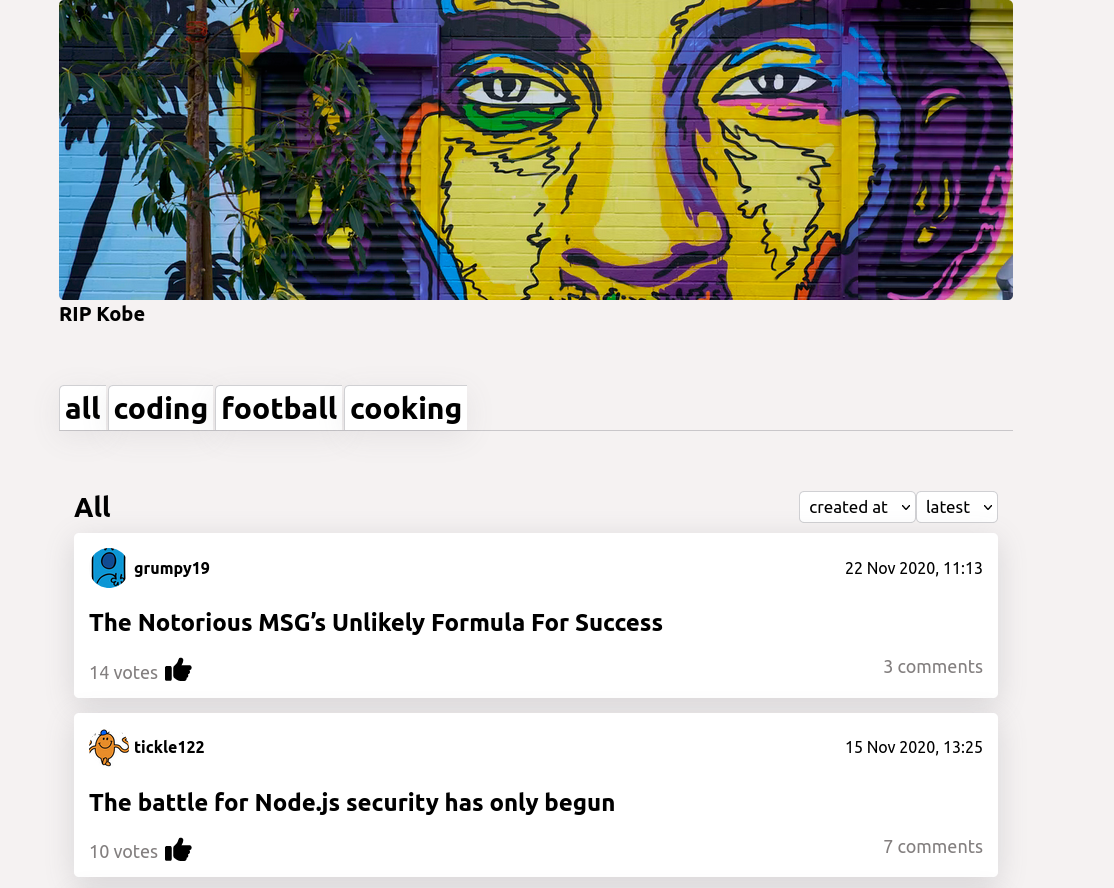 RIP Kobe
all coding football cooking
All created at latest
grumpy19 22 Nov 2020, 11:13
The Notorious MSG’s Unlikely Formula For Success
14 votes 3 comments
tickle122 15 Nov 2020, 13:25
The battle for Node.js security has only begun
10 votes 7 comments